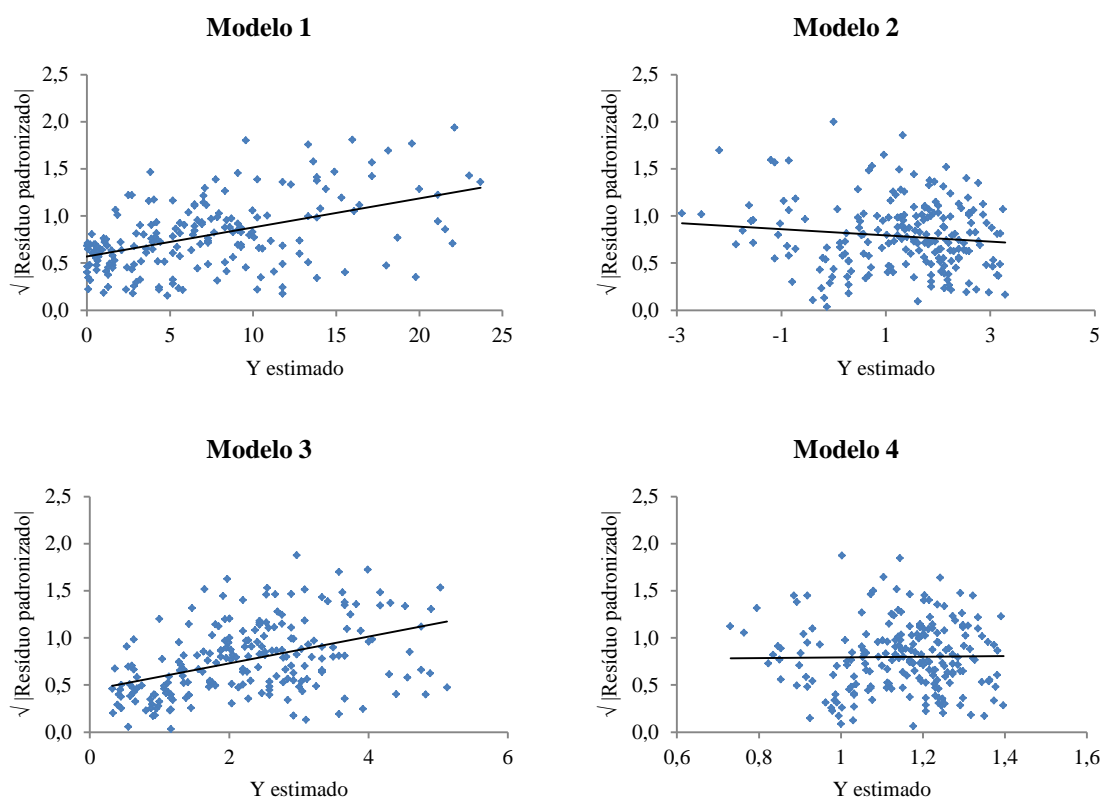 Modelo 1
√ |Resíduo padronizado|
2,5
2,0
1,5
1,0
0,5
0,0
0 5 10 15 20 25
Y estimado
Modelo 2
√ |Resíduo padronizado|
2,5
2,0
1,5
1,0
0,5
0,0
-3 -1 1 3 5
Y estimado
Modelo 3
√ |Resíduo padronizado|
2,5
2,0
1,5
1,0
0,5
0,0
0 2 4 6
Y estimado
Modelo 4
√ |Resíduo padronizado|
2,5
2,0
1,5
1,0
0,5
0,0
0,6 0,8 1 1,2 1,4 1,6
Y estimado